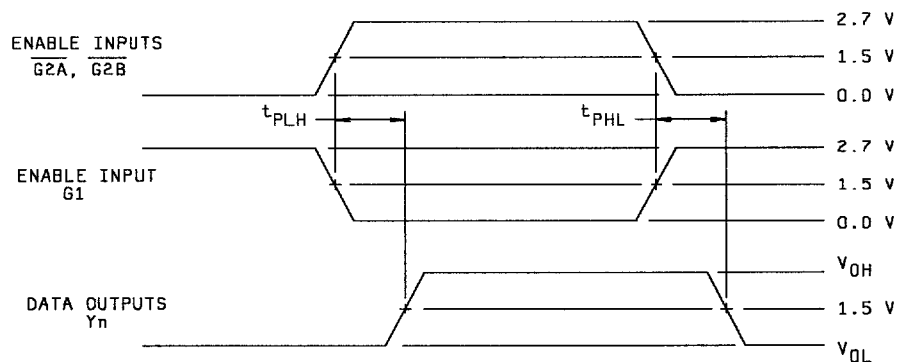 ENABLE INPUTS
G2A, G2B
2.7 V
1.5 V
0.0 V
tPLH
tPHL
ENABLE INPUT
G1
2.7 V
1.5 V
0.0 V
DATA OUTPUTS
Yn
VOH
1.5 V
VOL